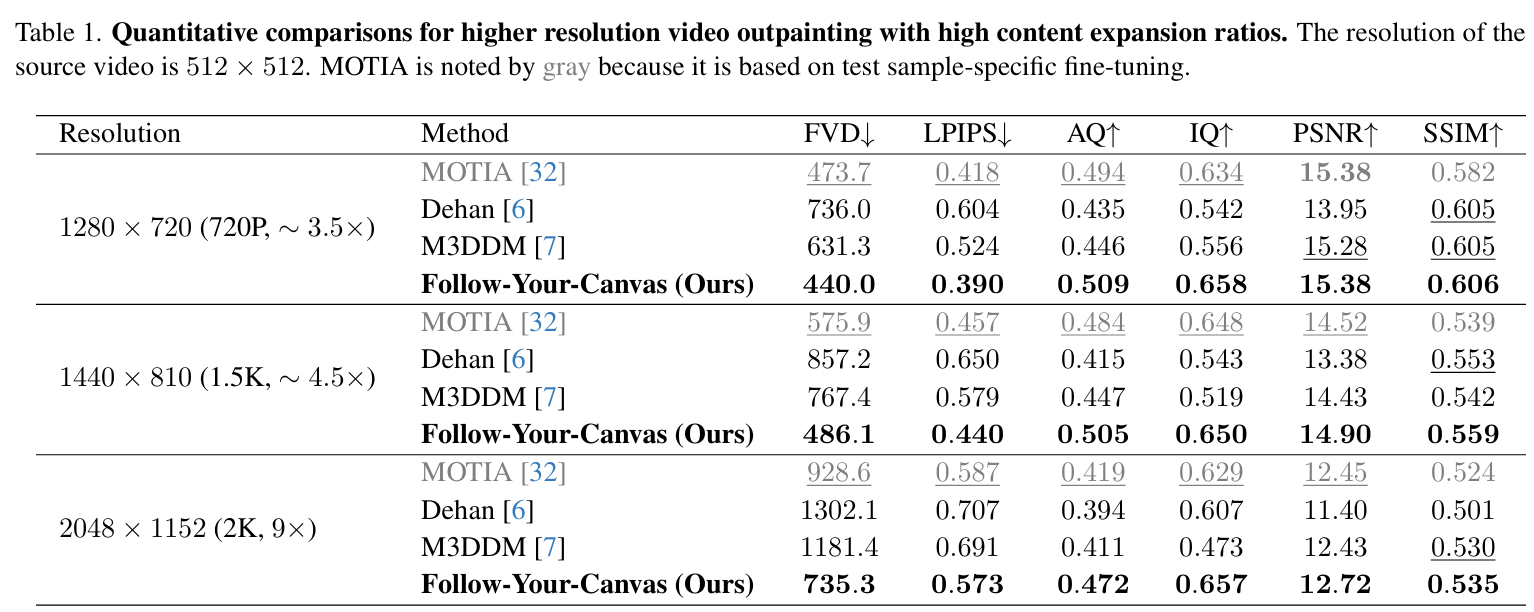 Table 1. Quantitative comparisons for higher resolution video outpainting with high content expansion ratios. The resolution of the
source video is 512 × 512. MOTIA is noted by gray because it is based on test sample-specific fine-tuning.
Resolution Method FVD↓ LPIPS↓ AQ↑ IQ↑ PSNR↑ SSIM↑
MOTIA [32] 473.7 0.418 0.494 0.634 15.38 0.582
Dehan [6] 736.0 0.604 0.435 0.542 13.95 0.605
1280 × 720 (720P, ∼ 3.5×)
M3DDM [7] 631.3 0.524 0.446 0.556 15.28 0.605
Follow-Your-Canvas (Ours) 440.0 0.390 0.509 0.658 15.38 0.606
MOTIA [32] 575.9 0.457 0.484 0.648 14.52 0.539
Dehan [6] 857.2 0.650 0.415 0.543 13.38 0.553
1440 × 810 (1.5K, ∼ 4.5×)
M3DDM [7] 767.4 0.579 0.447 0.519 14.43 0.542
Follow-Your-Canvas (Ours) 486.1 0.440 0.505 0.650 14.90 0.559
MOTIA [32] 928.6 0.587 0.419 0.629 12.45 0.524
Dehan [6] 1302.1 0.707 0.394 0.607 11.40 0.501
2048 × 1152 (2K, 9×)
M3DDM [7] 1181.4 0.691 0.411 0.473 12.43 0.530
Follow-Your-Canvas (Ours) 735.3 0.573 0.472 0.657 12.72 0.535